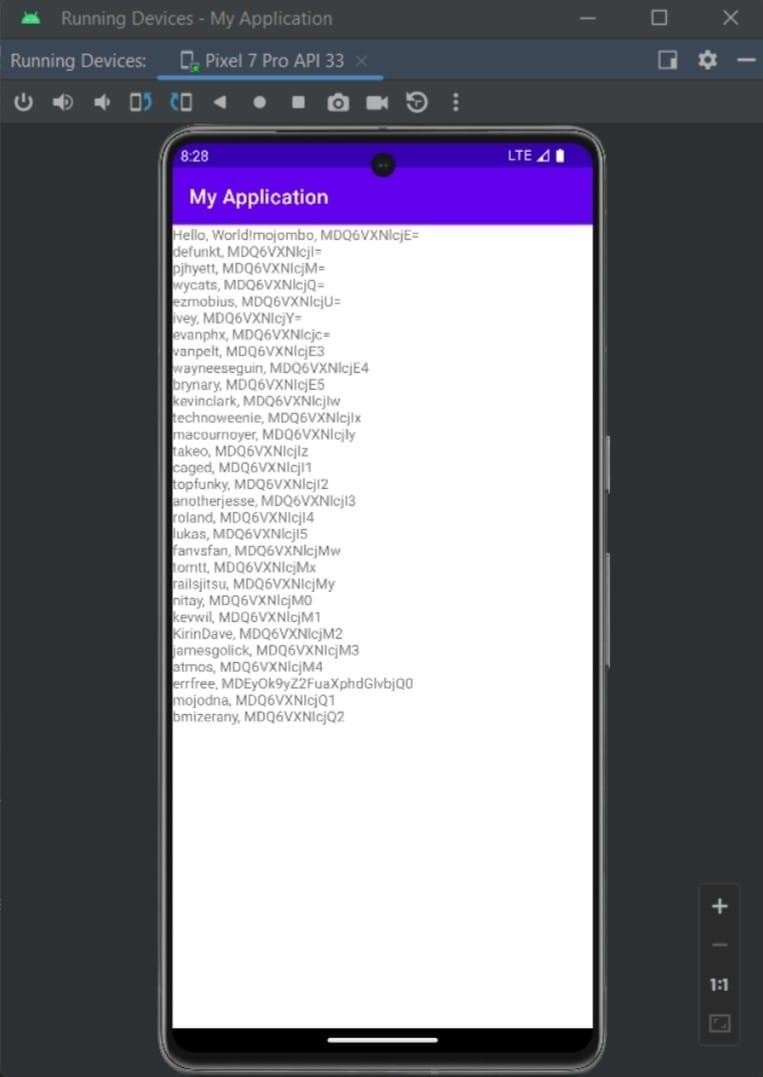 Running Devices - My Application
Running Devices: Pixel 7 Pro API 33
8:28 LTE
My Application
Hello, World!mojombo, MDQ6VXNlcjE=
defunkt, MDQ6VXNlcjI=
pjhyett, MDQ6VXNlcjM=
wycats, MDQ6VXNlcjQ=
ezmobius, MDQ6VXNlcjU=
ivey, MDQ6VXNlcjY=
evanphx, MDQ6VXNlcjc=
vanpelt, MDQ6VXNlcjE3
wayneeseguin, MDQ6VXNlcjE4
brynary, MDQ6VXNlcjE5
kevinclark, MDQ6VXNlcjIw
technoweenie, MDQ6VXNlcjIx
macournoyer, MDQ6VXNlcjIy
takeo, MDQ6VXNlcjIz
caged, MDQ6VXNlcjI1
topfunky, MDQ6VXNlcjI2
anotherjesse, MDQ6VXNlcjI3
roland, MDQ6VXNlcjI4
lukas, MDQ6VXNlcjI5
fanvsfan, MDQ6VXNlcjMw
tomtt, MDQ6VXNlcjMx
railsjitsu, MDQ6VXNlcjMy
nitay, MDQ6VXNlcjM0
kevwil, MDQ6VXNlcjM1
KirinDave, MDQ6VXNlcjM2
jamesgolick, MDQ6VXNlcjM3
atmos, MDQ6VXNlcjM4
errfree, MDEyOk9yZ2FuaXphdGlvbjQ0
mojodna, MDQ6VXNlcjQ1
bmizerany, MDQ6VXNlcjQ2
1:1